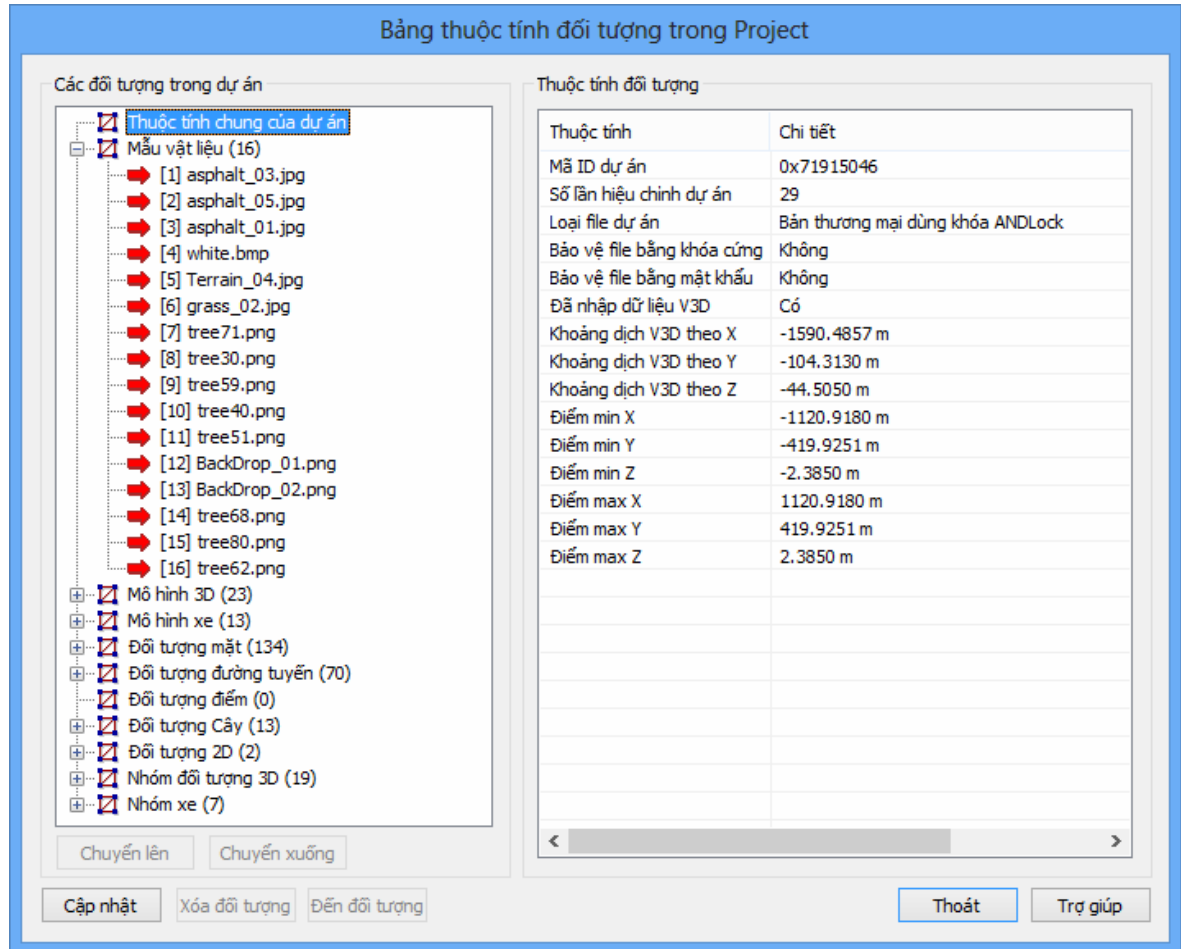 Bảng thuộc tính đối tượng trong Project
Các đối tượng trong dự án
Thuộc tính chung của dự án
Mẫu vật liệu (16)
[1] asphalt_03.jpg
[2] asphalt_05.jpg
[3] asphalt_01.jpg
[4] white.bmp
[5] Terrain_04.jpg
[6] grass_02.jpg
[7] tree71.png
[8] tree30.png
[9] tree59.png
[10] tree40.png
[11] tree51.png
[12] BackDrop_01.png
[13] BackDrop_02.png
[14] tree68.png
[15] tree80.png
[16] tree62.png
Mô hình 3D (23)
Mô hình xe (13)
Đối tượng mặt (134)
Đối tượng đường tuyến (70)
Đối tượng điểm (0)
Đối tượng Cây (13)
Đối tượng 2D (2)
Nhóm đối tượng 3D (19)
Nhóm xe (7)
Chuyển lên Chuyển xuống
Thuộc tính đối tượng
Thuộc tính Chi tiết
Mã ID dự án 0x71915046
Số lần hiệu chỉnh dự án 29
Loại file dự án Bản thương mại dùng khóa ANDLock
Bảo vệ file bằng khóa cứng Không
Bảo vệ file bằng mật khẩu Không
Đã nhập dữ liệu V3D Có
Khoảng dịch V3D theo X -1590.4857 m
Khoảng dịch V3D theo Y -104.3130 m
Khoảng dịch V3D theo Z -44.5050 m
Điểm min X -1120.9180 m
Điểm min Y -419.9251 m
Điểm min Z -2.3850 m
Điểm max X 1120.9180 m
Điểm max Y 419.9251 m
Điểm max Z 2.3850 m
Cập nhật Xóa đối tượng Đến đối tượng Thoát Trợ giúp